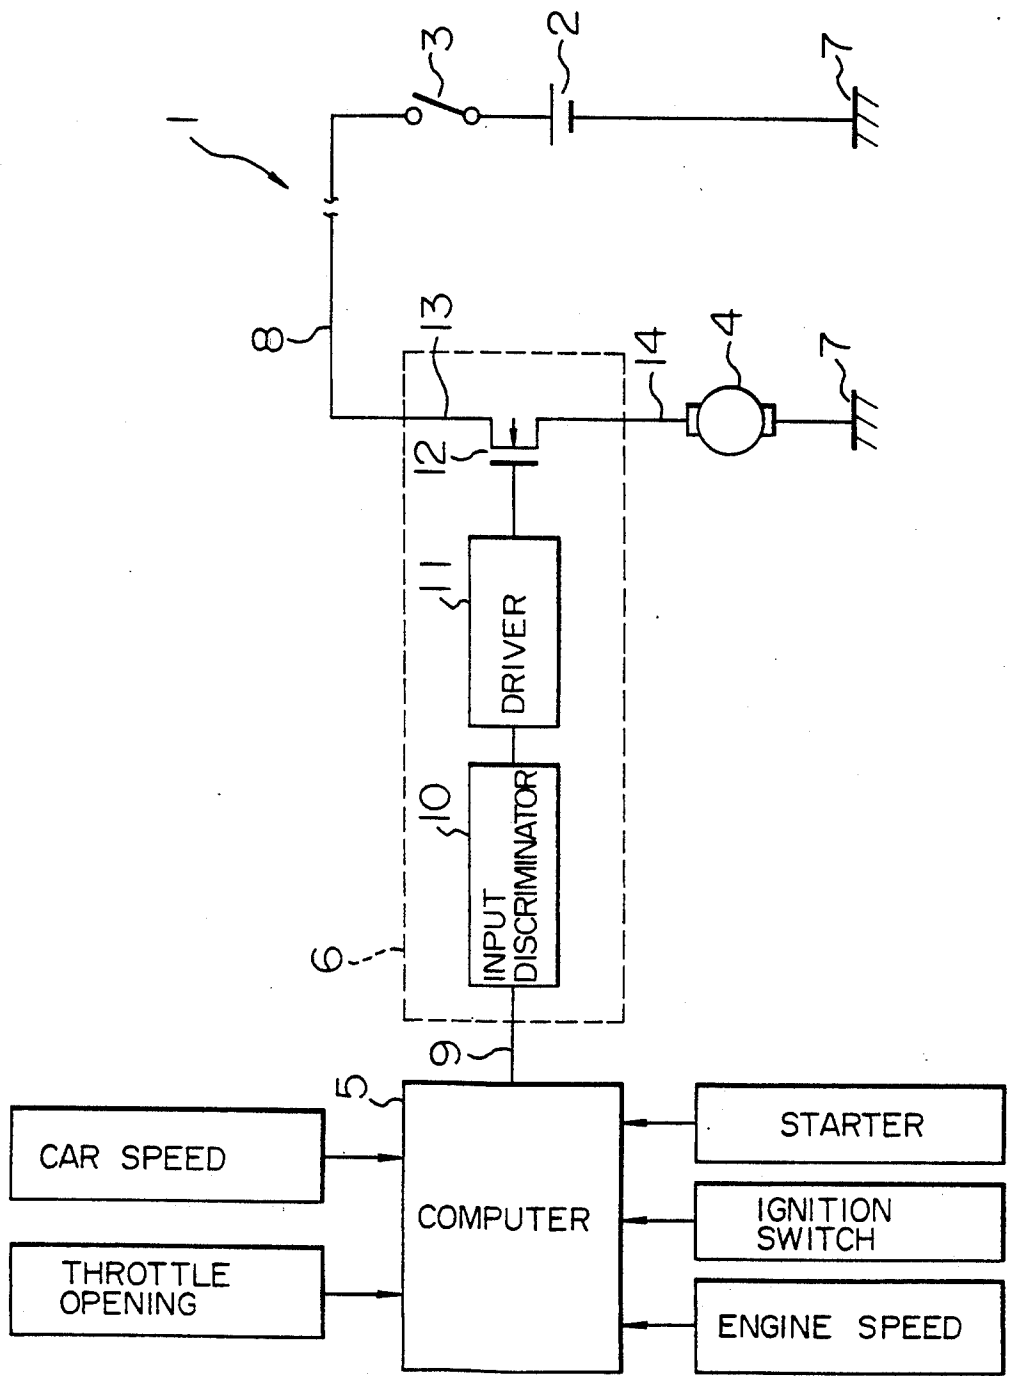 1
3
2
7
8
13
12
14
4
7
11
DRIVER
10
INPUT
DISCRIMINATOR
6
9
5
CAR SPEED
THROTTLE
OPENING
COMPUTER
STARTER
IGNITION
SWITCH
ENGINE SPEED